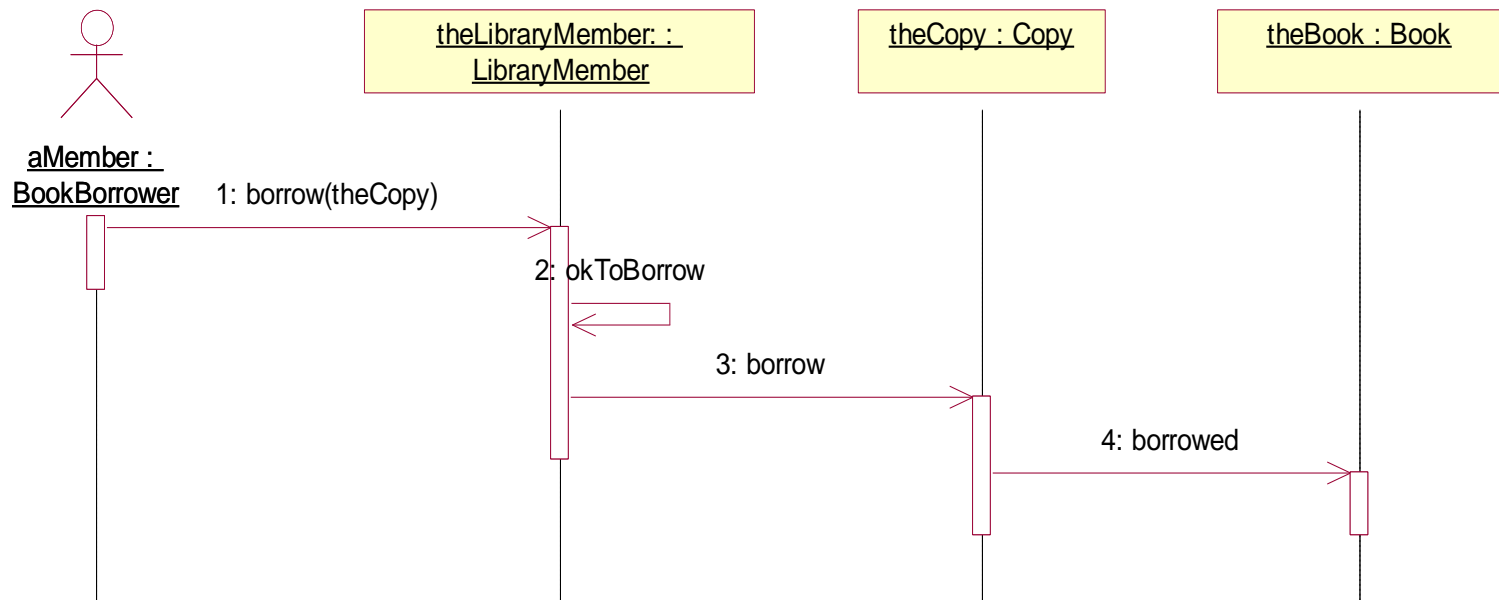 theLibraryMember: :
LibraryMember
theCopy : Copy
theBook : Book
aMember :
BookBorrower
1: borrow(theCopy)
2: okToBorrow
3: borrow
4: borrowed